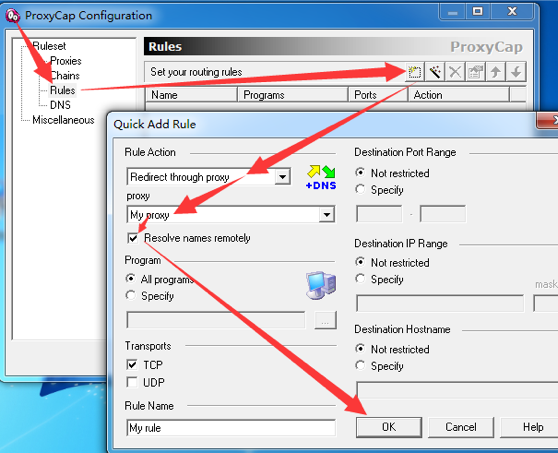 ProxyCap Configuration
Ruleset
Proxies
Chains
Rules
DNS
Miscellaneous
Rules
ProxyCap
Set your routing rules
Name Programs Ports Action
Quick Add Rule
Rule Action
Redirect through proxy
+DNS
proxy
My proxy
Resolve names remotely
Program
All programs
Specify
...
Transports
TCP
UDP
Rule Name
My rule
Destination Port Range
Not restricted
Specify
-
Destination IP Range
Not restricted
Specify
mask
Destination Hostname
Not restricted
Specify
OK Cancel Help